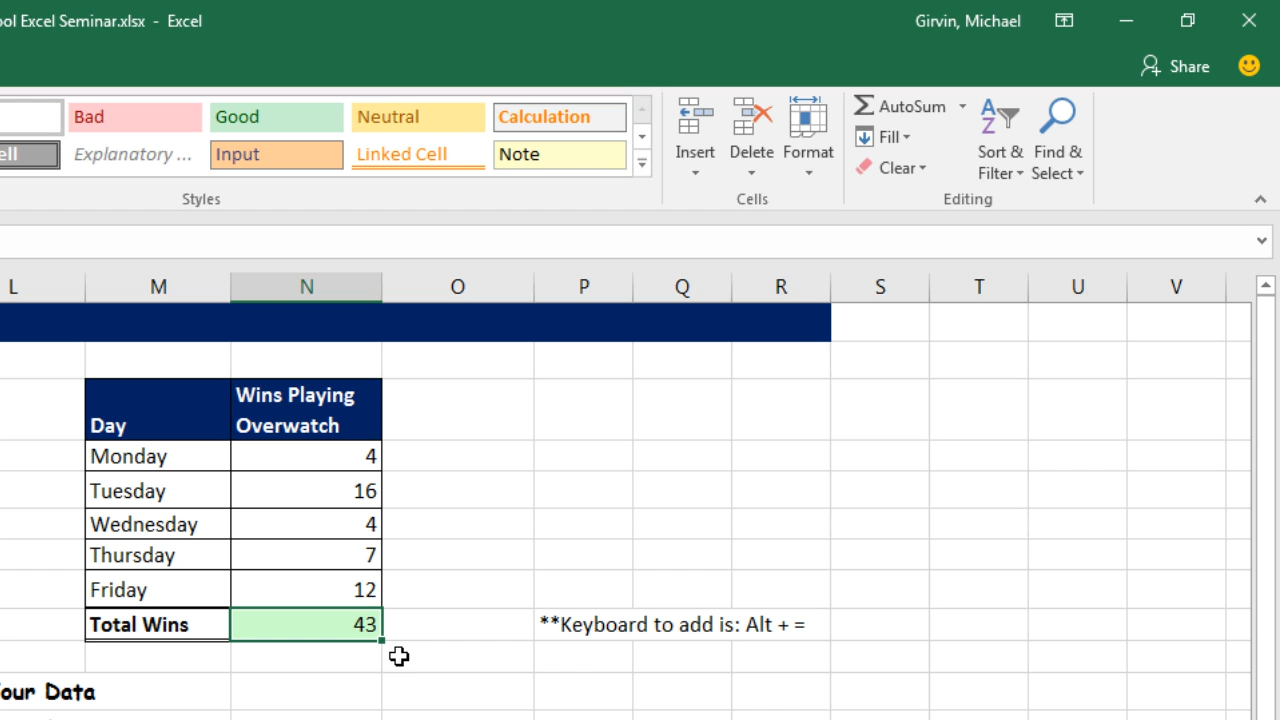 ool Excel Seminar.xlsx - Excel
Girvin, Michael
Share
Bad
Good
Neutral
Calculation
ell
Explanatory ...
Input
Linked Cell
Note
Styles
Insert
Delete
Format
Cells
AutoSum
Fill
Clear
Sort &
Filter
Find &
Select
Editing
L M N O P Q R S T U V
Day
Wins Playing
Overwatch
Monday 4
Tuesday 16
Wednesday 4
Thursday 7
Friday 12
Total Wins 43
**Keyboard to add is: Alt + =
Your Data